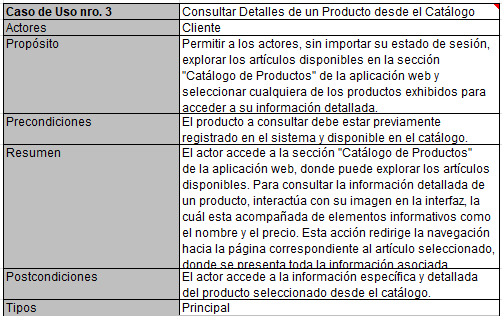 Caso de Uso nro. 3 Consultar Detalles de un Producto desde el Catálogo
Actores Cliente
Propósito Permitir a los actores, sin importar su estado de sesión,
explorar los artículos disponibles en la sección
"Catálogo de Productos" de la aplicación web y
seleccionar cualquiera de los productos exhibidos para
acceder a su información detallada.
Precondiciones El producto a consultar debe estar previamente
registrado en el sistema y disponible en el catálogo.
Resumen El actor accede a la sección "Catálogo de Productos"
de la aplicación web, donde puede explorar los artículos
disponibles. Para consultar la información detallada de
un producto, interactúa con su imagen en la interfaz, la
cuál esta acompañada de elementos informativos como
el nombre y el precio. Esta acción redirige la navegación
hacia la página correspondiente al artículo seleccionado,
donde se presenta toda la información asociada
Postcondiciones El actor accede a la información específica y detallada
del producto seleccionado desde el catálogo.
Tipos Principal